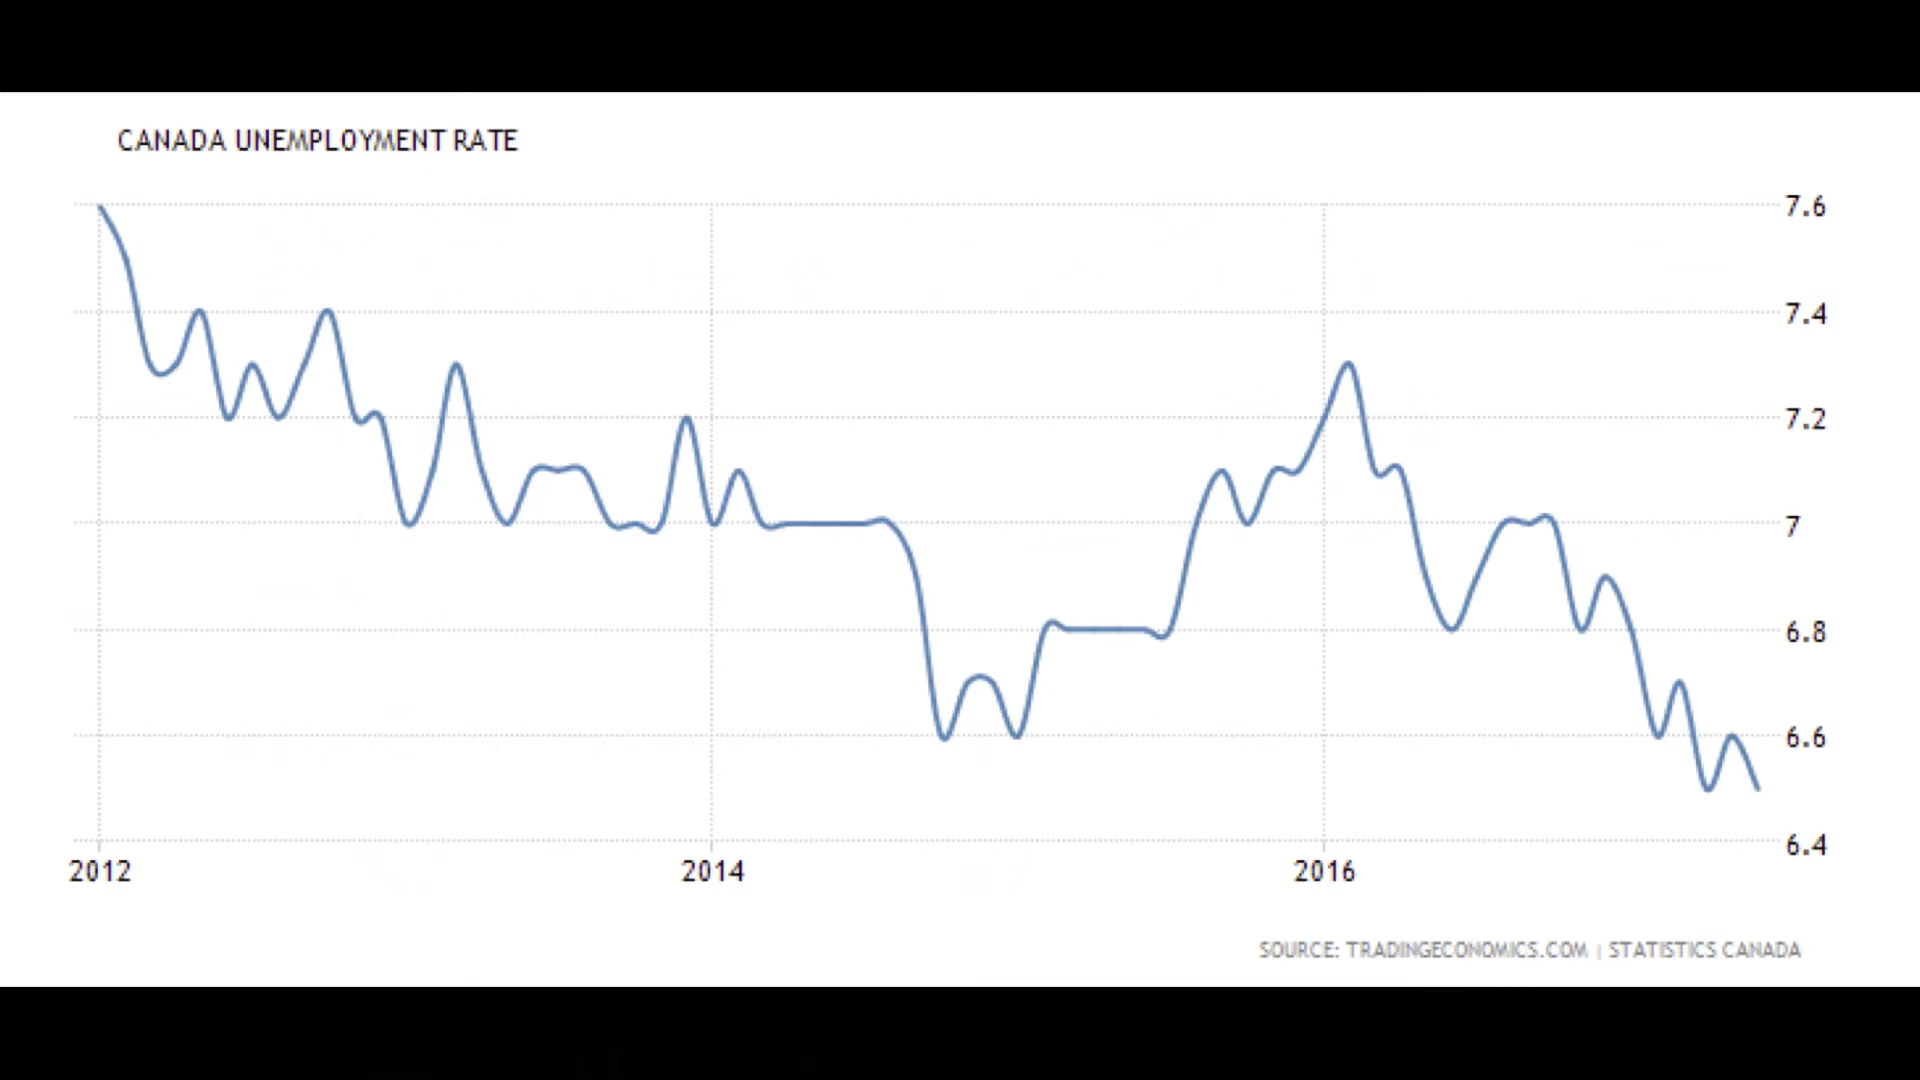 CANADA UNEMPLOYMENT RATE
7.6
7.4
7.2
7
6.8
6.6
6.4
2012 2014 2016
SOURCE: TRADINGECONOMICS.COM | STATISTICS CANADA